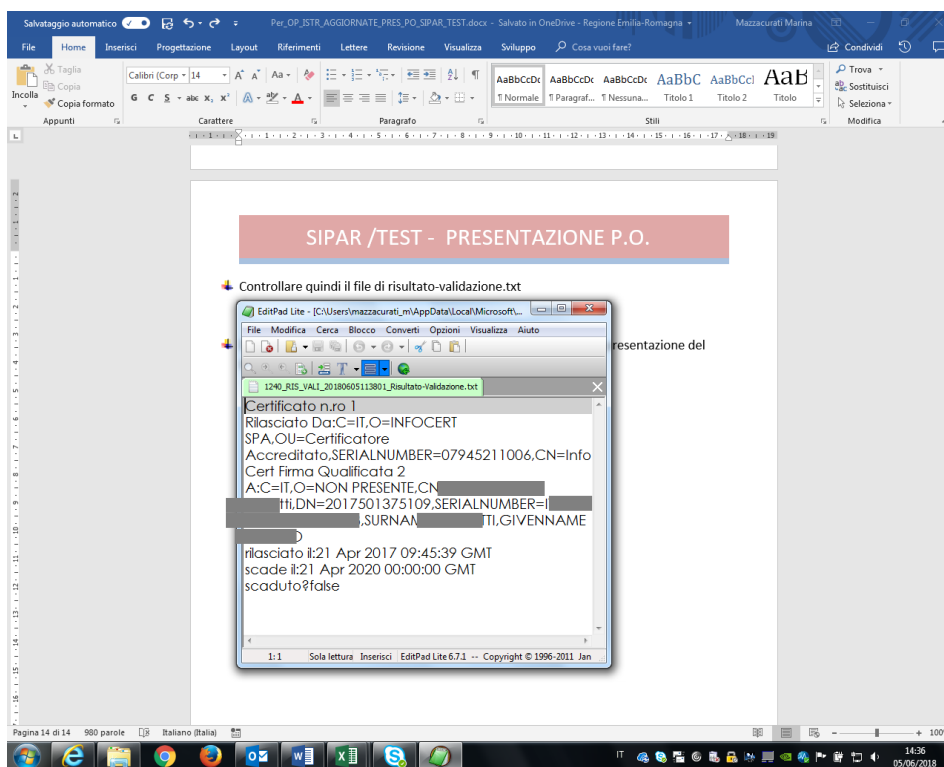 Salvataggio automatico
Per_OP_ISTR_AGGIORNATE_PRES_PO_SIPAR_TEST.docx - Salvato in OneDrive - Regione Emilia-Romagna
Mazzacurati Marina
File Home Inserisci Progettazione Layout Riferimenti Lettere Revisione Visualizza Sviluppo Cosa vuoi fare? Condividi
Incolla
Taglia
Copia
Copia formato
Appunti
Calibri (Corp 14
G C S abc x, x²
Carattere
Paragrafo
AaBbCcDc AaBbCcDc AaBbCcDc AaBbC AaBbCcI AaB
¶ Normale ¶ Paragraf... ¶ Nessuna... Titolo 1 Titolo 2 Titolo
Stili
Trova
Sostituisci
Seleziona
Modifica
SIPAR /TEST - PRESENTAZIONE P.O.
Controllare quindi il file di risultato-validazione.txt
resentazione del
EditPad Lite - [C:\Users\mazzacurati_m\AppData\Local\Microsoft\...
File Modifica Cerca Blocco Converti Opzioni Visualizza Aiuto
1240_RIS_VALI_20180605113801_Risultato-Validazione.txt
Certificato n.ro 1
Rilasciato Da:C=IT,O=INFOCERT
SPA,OU=Certificatore
Accreditato,SERIALNUMBER=07945211006,CN=Info
Cert Firma Qualificata 2
A:C=IT,O=NON PRESENTE,CN
tti,DN=2017501375109,SERIALNUMBER=I
,SURNAM TTI,GIVENNAME
rilasciato il:21 Apr 2017 09:45:39 GMT
scade il:21 Apr 2020 00:00:00 GMT
scaduto?false
1:1 Sola lettura Inserisci EditPad Lite 6.7.1 -- Copyright © 1996-2011 Jan
Pagina 14 di 14 980 parole Italiano (Italia) 100%
IT
14:36
05/06/2018